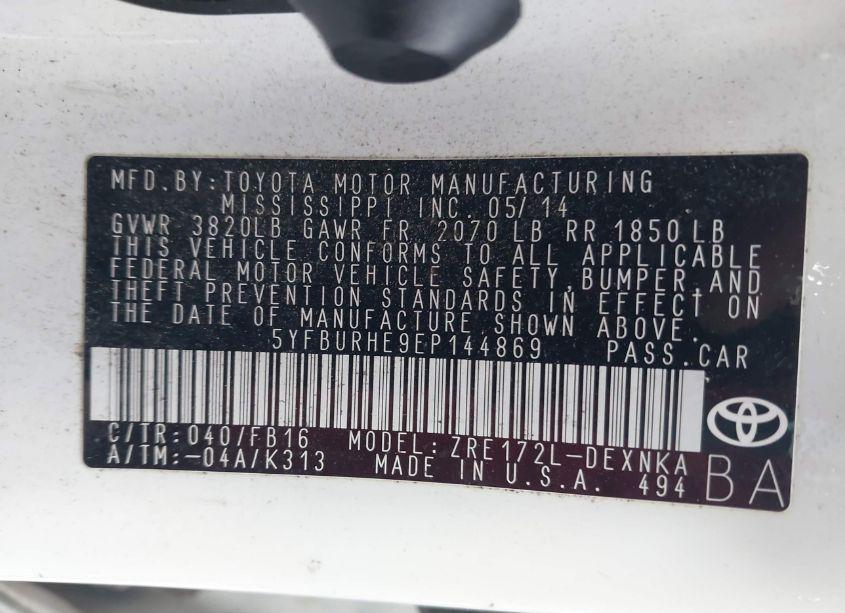 MFD.BY:TOYOTA MOTOR MANUFACTURING
MISSISSIPPI INC. 05/14
GVWR 3820LB GAWR FR 2070 LB RR 1850 LB
THIS VEHICLE CONFORMS TO ALL APPLICABLE
FEDERAL MOTOR VEHICLE SAFETY, BUMPER, AND
THEFT PREVENTION STANDARDS IN EFFECT ON
THE DATE OF MANUFACTURE SHOWN ABOVE.
5YFBURHE9EP144869 PASS.CAR
C/TR:040/FB16 MODEL:ZRE172L-DEXNKA
A/TM:-04A/K313 MADE IN U.S.A. 494 BA